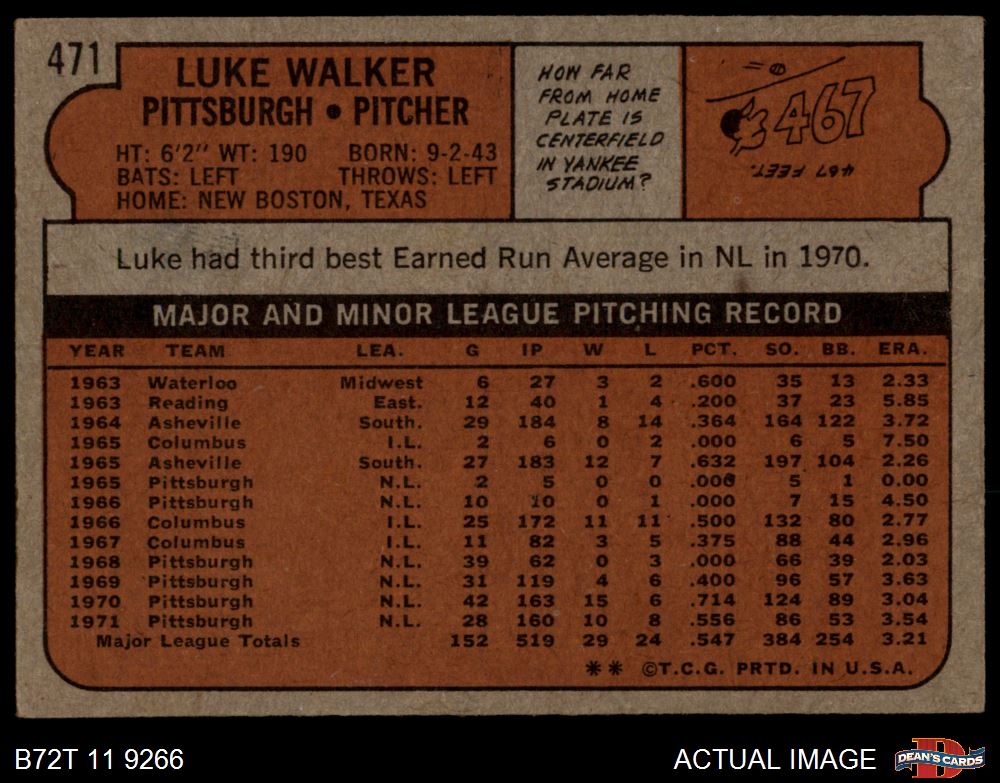 471
LUKE WALKER
PITTSBURGH • PITCHER
HT: 6'2" WT: 190 BORN: 9-2-43
BATS: LEFT THROWS: LEFT
HOME: NEW BOSTON, TEXAS
HOW FAR
FROM HOME
PLATE IS
CENTERFIELD
IN YANKEE
STADIUM?
467
467 FEET.
Luke had third best Earned Run Average in NL in 1970.
MAJOR AND MINOR LEAGUE PITCHING RECORD
YEAR TEAM LEA. G IP W L PCT. SO. BB. ERA.
1963 Waterloo Midwest 6 27 3 2 .600 35 13 2.33
1963 Reading East. 12 40 1 4 .200 37 23 5.85
1964 Asheville South. 29 184 8 14 .364 164 122 3.72
1965 Columbus I.L. 2 6 0 2 .000 6 5 7.50
1965 Asheville South. 27 183 12 7 .632 197 104 2.26
1965 Pittsburgh N.L. 2 5 0 0 .000 5 1 0.00
1966 Pittsburgh N.L. 10 10 0 1 .000 7 15 4.50
1966 Columbus I.L. 25 172 11 11 .500 132 80 2.77
1967 Columbus I.L. 11 82 3 5 .375 88 44 2.96
1968 Pittsburgh N.L. 39 62 0 3 .000 66 39 2.03
1969 Pittsburgh N.L. 31 119 4 6 .400 96 57 3.63
1970 Pittsburgh N.L. 42 163 15 6 .714 124 89 3.04
1971 Pittsburgh N.L. 28 160 10 8 .556 86 53 3.54
Major League Totals 152 519 29 24 .547 384 254 3.21
** ©T.C.G. PRTD. IN U.S.A.
B72T 11 9266
ACTUAL IMAGE
D
DEAN'S CARDS